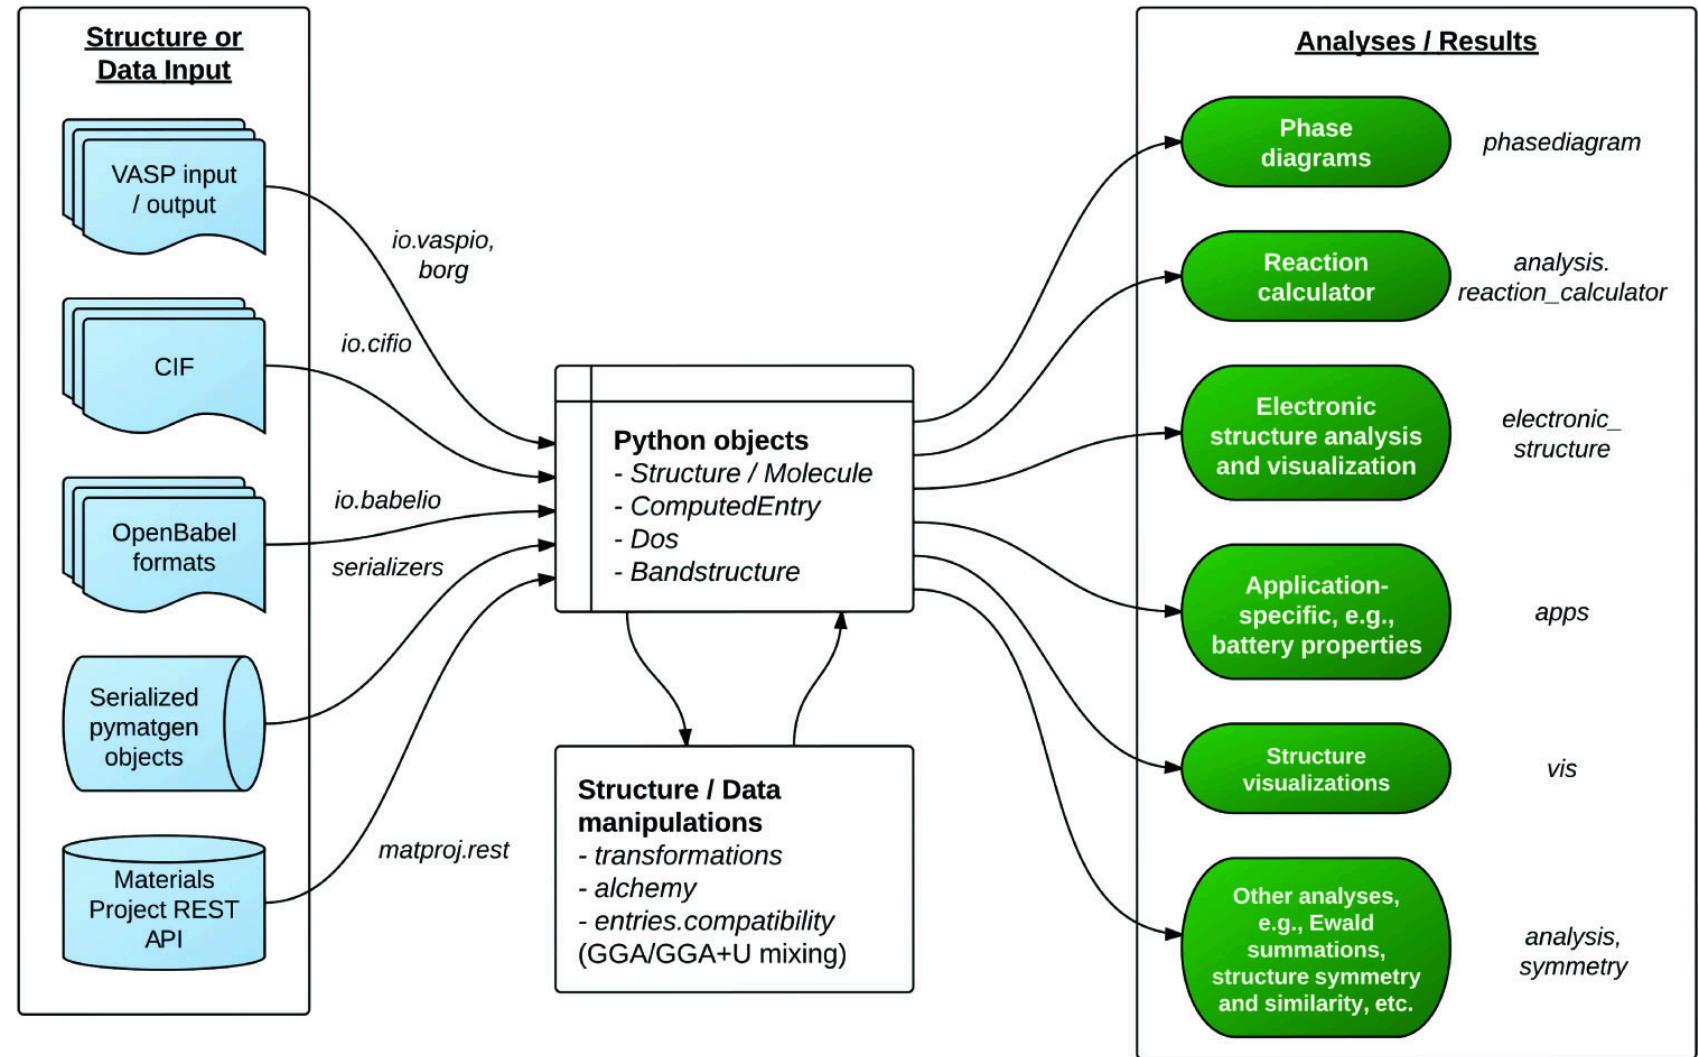 Structure or
Data Input
VASP input
/ output
CIF
OpenBabel
formats
Serialized
pymatgen
objects
Materials
Project REST
API
io.vaspio,
borg
io.cifio
io.babelio
serializers
matproj.rest
Python objects
- Structure / Molecule
- ComputedEntry
- Dos
- Bandstructure
Structure / Data
manipulations
- transformations
- alchemy
- entries.compatibility
(GGA/GGA+U mixing)
Analyses / Results
Phase
diagrams
phasediagram
Reaction
calculator
analysis.
reaction_calculator
Electronic
structure analysis
and visualization
electronic_
structure
Application-
specific, e.g.,
battery properties
apps
Structure
visualizations
vis
Other analyses,
e.g., Ewald
summations,
structure symmetry
and similarity, etc.
analysis,
symmetry